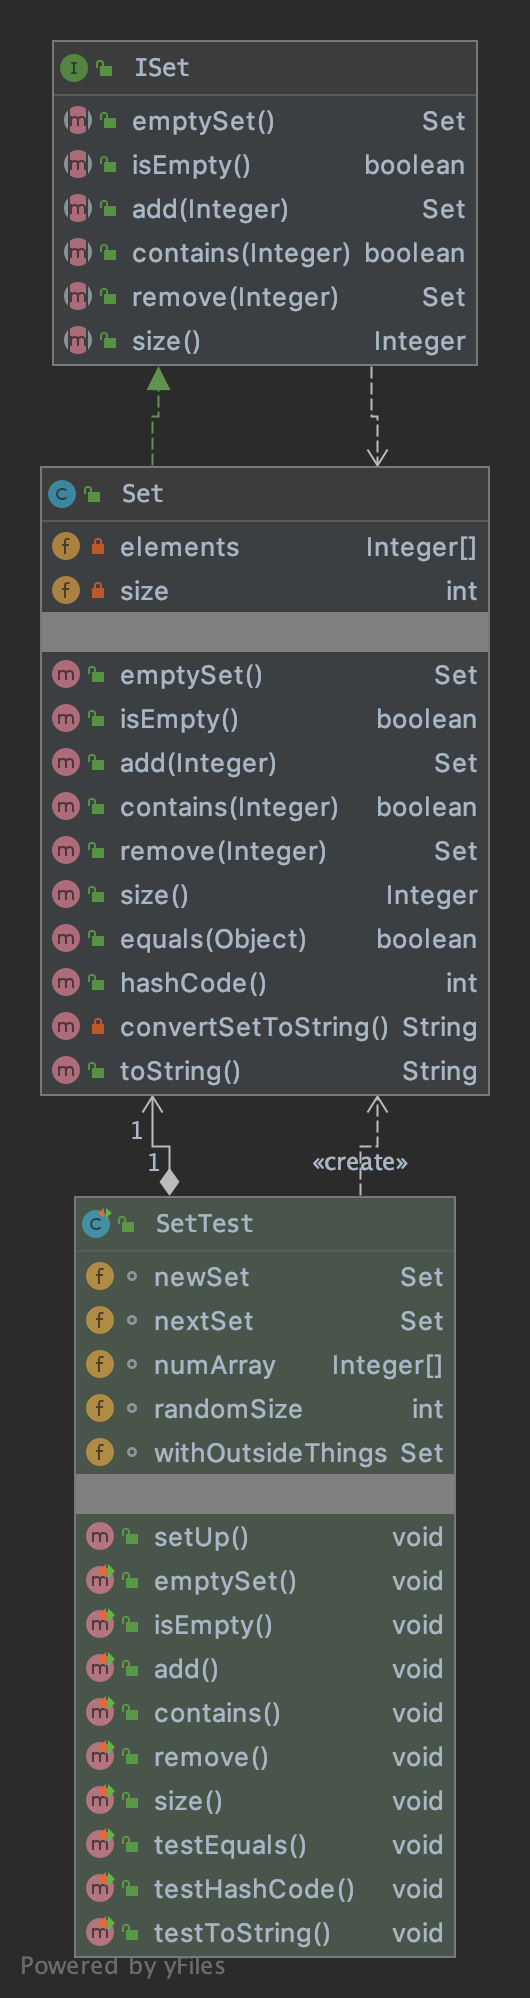 ISet
emptySet() Set
isEmpty() boolean
add(Integer) Set
contains(Integer) boolean
remove(Integer) Set
size() Integer
Set
elements Integer[]
size int
emptySet() Set
isEmpty() boolean
add(Integer) Set
contains(Integer) boolean
remove(Integer) Set
size() Integer
equals(Object) boolean
hashCode() int
convertSetToString() String
toString() String
1
1 «create»
SetTest
newSet Set
nextSet Set
numArray Integer[]
randomSize int
withOutsideThings Set
setUp() void
emptySet() void
isEmpty() void
add() void
contains() void
remove() void
size() void
testEquals() void
testHashCode() void
testToString() void
Powered by yFiles